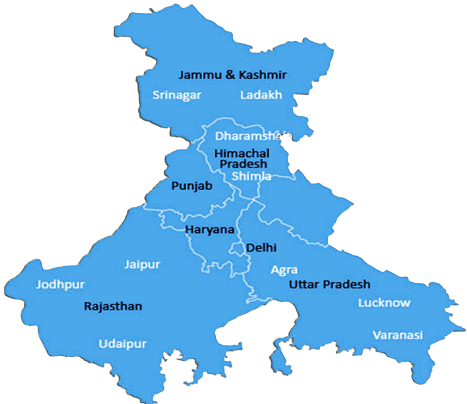 Jammu & Kashmir
Srinagar
Ladakh
Dharamshala
Himachal
Pradesh
Shimla
Punjab
Haryana
Delhi
Jaipur
Agra
Jodhpur
Uttar Pradesh
Rajasthan
Lucknow
Varanasi
Udaipur